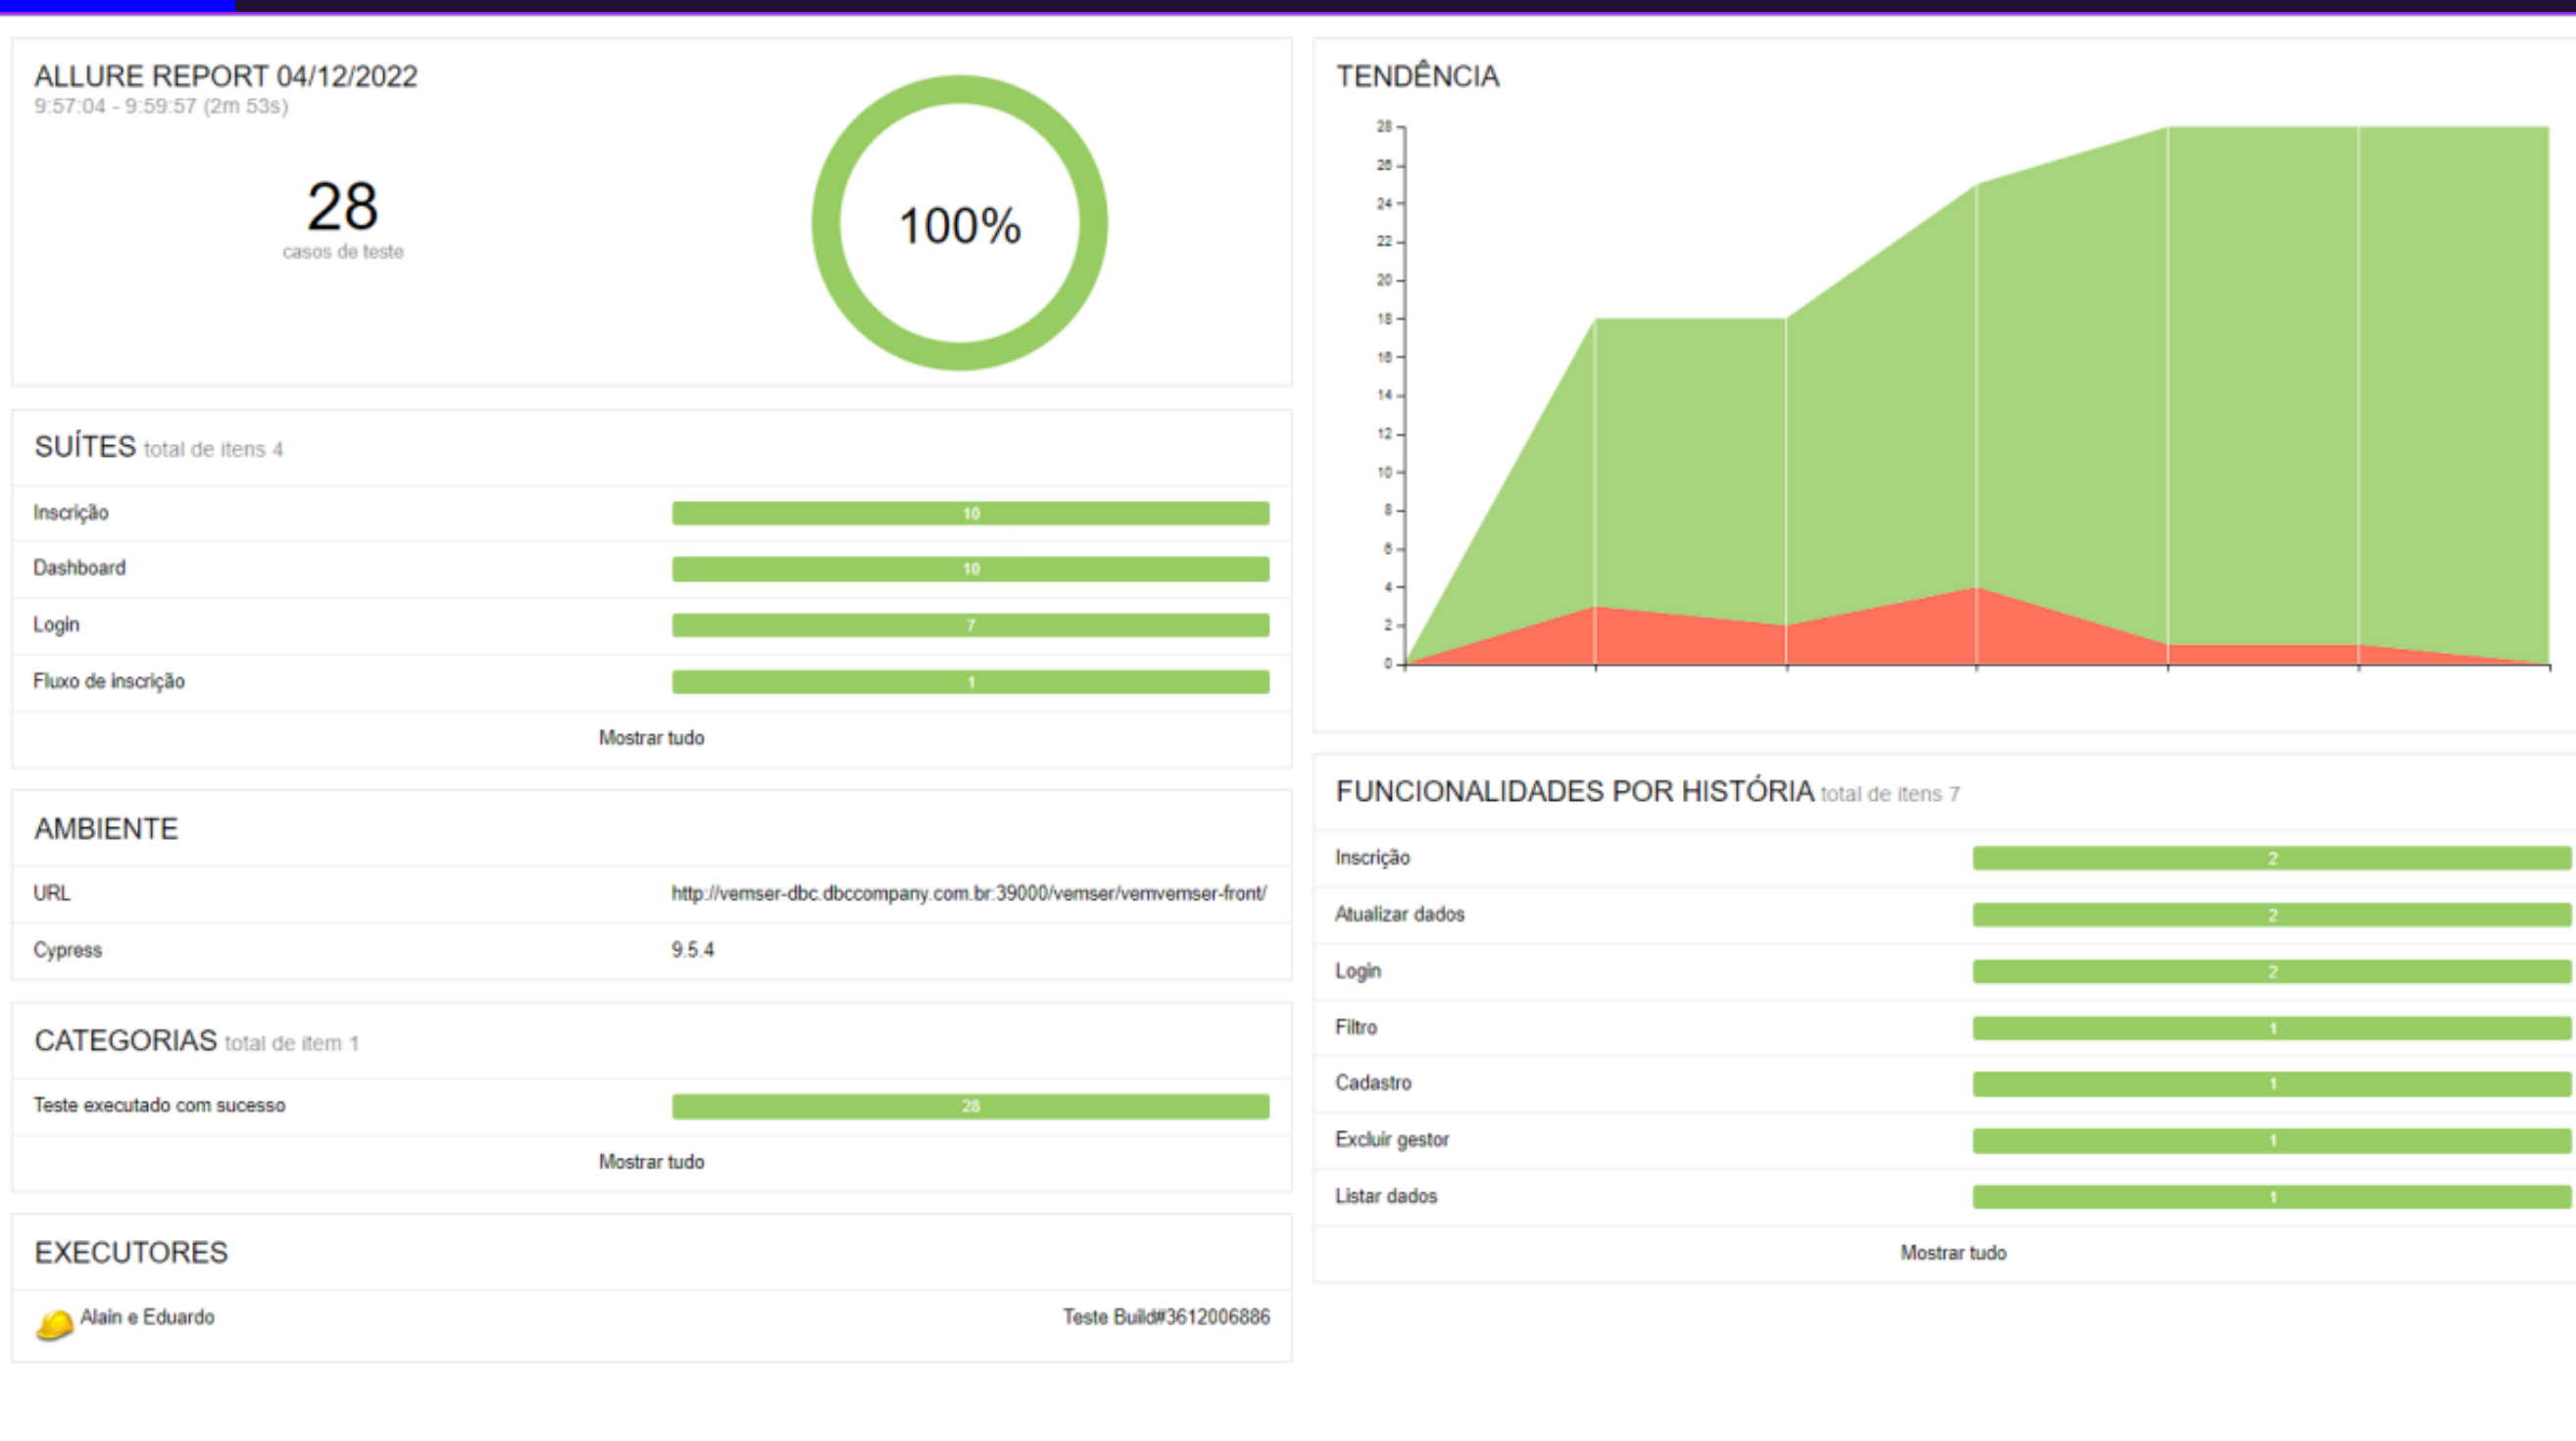 ALLURE REPORT 04/12/2022
9:57:04 - 9:59:57 (2m 53s)
28
casos de teste
100%
SUÍTES total de itens 4
Inscrição 10
Dashboard 10
Login 7
Fluxo de inscrição 1
Mostrar tudo
AMBIENTE
URL http://vemser-dbc.dbccompany.com.br:39000/vemser/vemvemser-front/
Cypress 9.5.4
CATEGORIAS total de item 1
Teste executado com sucesso 28
Mostrar tudo
EXECUTORES
Alain e Eduardo Teste Build#3612006886
TENDÊNCIA
28
26
24
22
20
18
16
14
12
10
8
6
4
2
0
FUNCIONALIDADES POR HISTÓRIA total de itens 7
Inscrição 2
Atualizar dados 2
Login 2
Filtro 1
Cadastro 1
Excluir gestor 1
Listar dados 1
Mostrar tudo